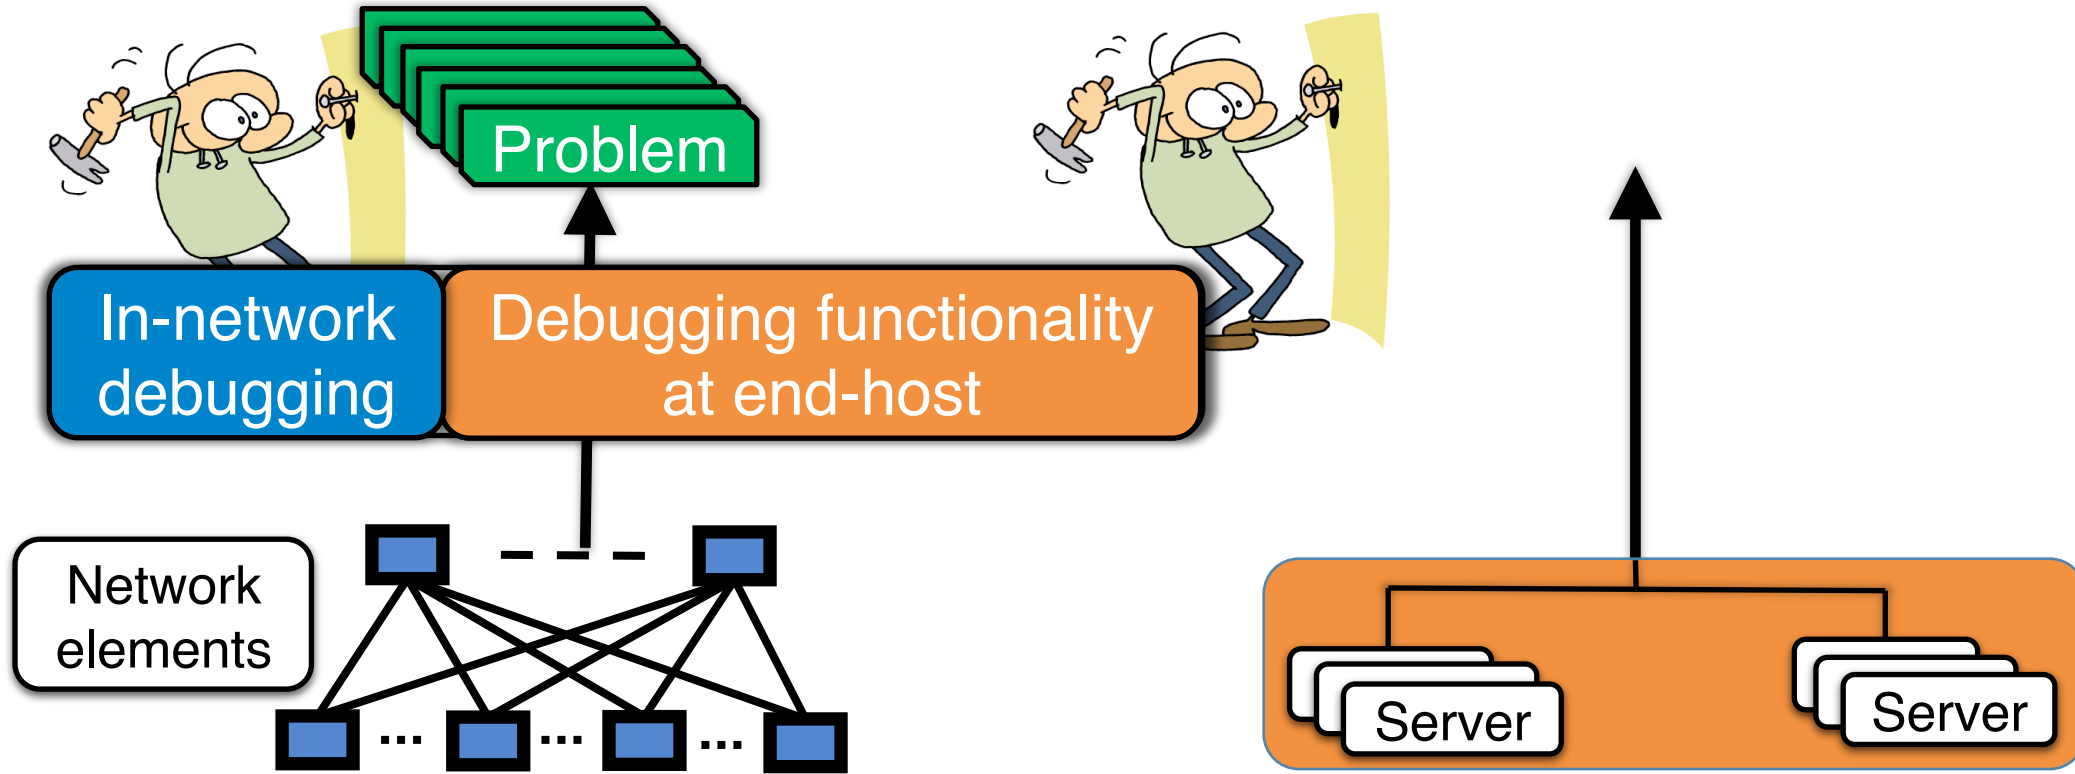 Problem
In-network
debugging
Debugging functionality
at end-host
Network
elements
...
...
...
Server
Server